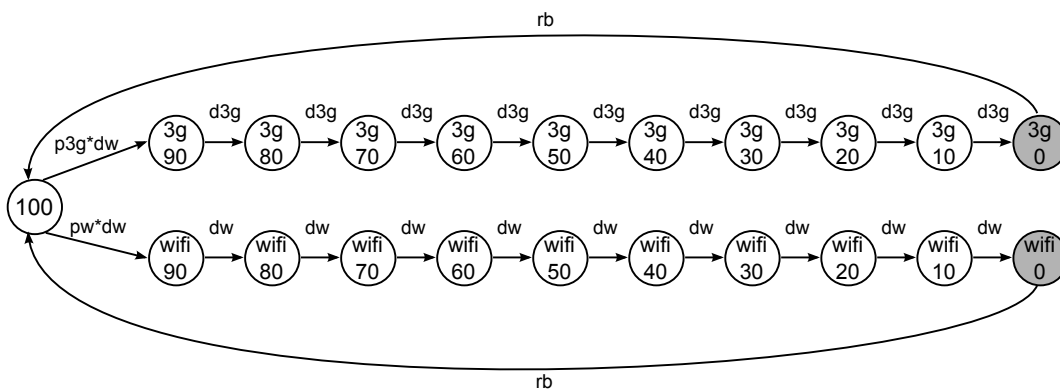 rb
d3g d3g d3g d3g d3g d3g d3g d3g d3g
p3g*dw
3g 3g 3g 3g 3g 3g 3g 3g 3g 3g
90 80 70 60 50 40 30 20 10 0
100
pw*dw
dw dw dw dw dw dw dw dw dw
wifi wifi wifi wifi wifi wifi wifi wifi wifi wifi
90 80 70 60 50 40 30 20 10 0
rb